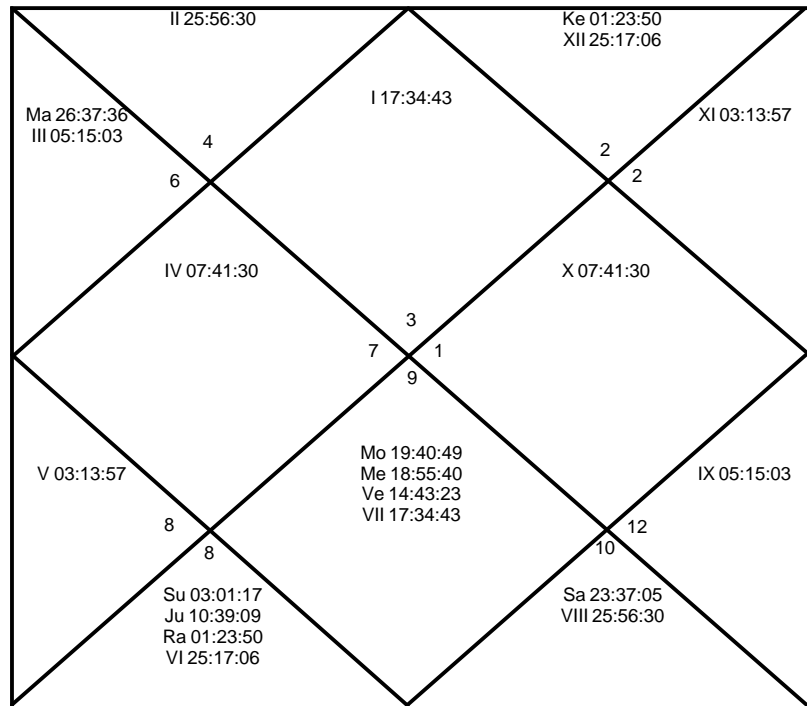 II 25:56:30
Ke 01:23:50
XII 25:17:06
I 17:34:43
Ma 26:37:36
III 05:15:03
XI 03:13:57
4
2
6
2
IV 07:41:30
X 07:41:30
3
7
1
9
Mo 19:40:49
Me 18:55:40
Ve 14:43:23
VII 17:34:43
V 03:13:57
IX 05:15:03
8
12
8
10
Su 03:01:17
Ju 10:39:09
Ra 01:23:50
VI 25:17:06
Sa 23:37:05
VIII 25:56:30